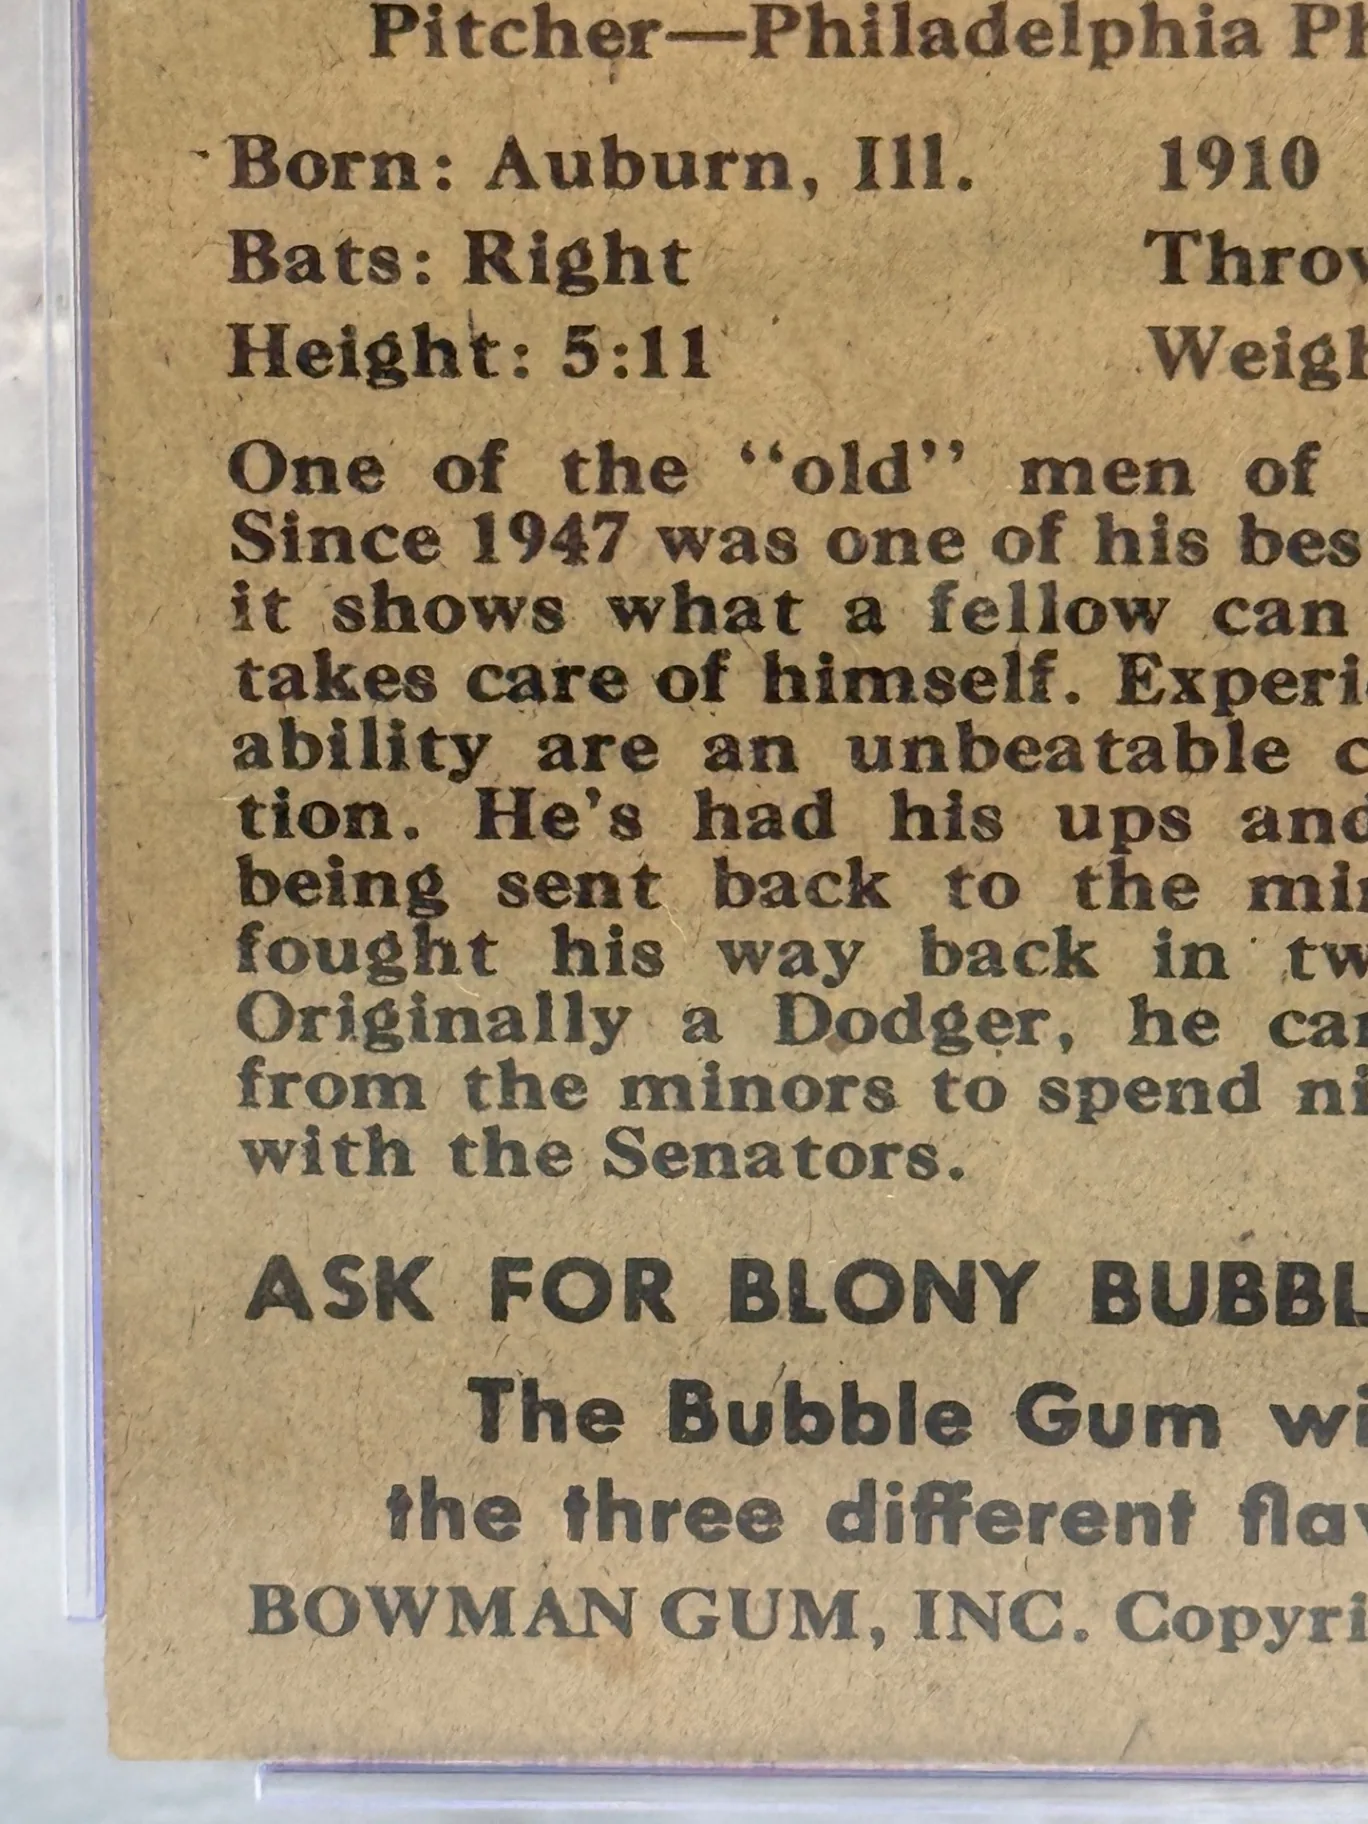 Pitcher—Philadelphia Ph
Born: Auburn, Ill. 1910
Bats: Right Throw
Height: 5:11 Weigh
One of the “old” men of
Since 1947 was one of his bes
it shows what a fellow can
takes care of himself. Experi
ability are an unbeatable c
tion. He’s had his ups and
being sent back to the min
fought his way back in tw
Originally a Dodger, he cam
from the minors to spend ni
with the Senators.
ASK FOR BLONY BUBBL
The Bubble Gum wi
the three different flav
BOWMAN GUM, INC. Copyri